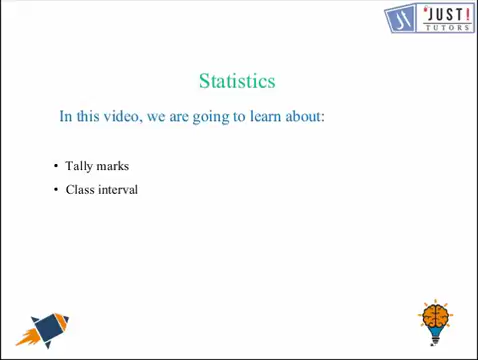 JUST!
TUTORS
Statistics
In this video, we are going to learn about:
• Tally marks
• Class interval